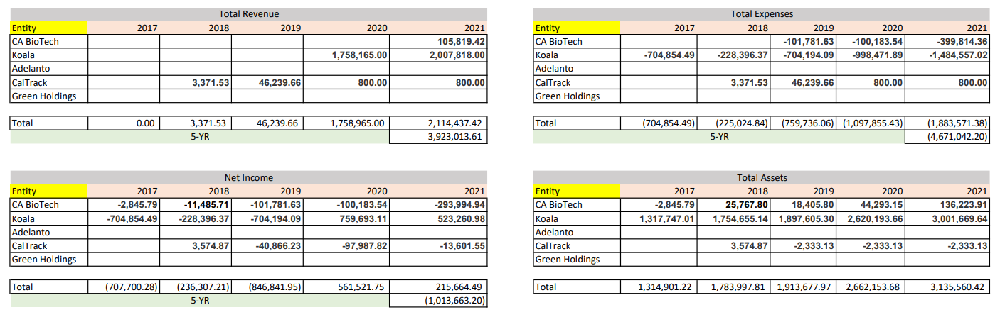 Total Revenue
Entity 2017 2018 2019 2020 2021
CA BioTech 105,819.42
Koala 1,758,165.00 2,007,818.00
Adelanto
CalTrack 3,371.53 46,239.66 800.00 800.00
Green Holdings
Total 0.00 3,371.53 46,239.66 1,758,965.00 2,114,437.42
5-YR 3,923,013.61
Total Expenses
Entity 2017 2018 2019 2020 2021
CA BioTech -101,781.63 -100,183.54 -399,814.36
Koala -704,854.49 -228,396.37 -704,194.09 -998,471.89 -1,484,557.02
Adelanto
CalTrack 3,371.53 46,239.66 800.00 800.00
Green Holdings
Total (704,854.49) (225,024.84) (759,736.06) (1,097,855.43) (1,883,571.38)
5-YR (4,671,042.20)
Net Income
Entity 2017 2018 2019 2020 2021
CA BioTech -2,845.79 -11,485.71 -101,781.63 -100,183.54 -293,994.94
Koala -704,854.49 -228,396.37 -704,194.09 759,693.11 523,260.98
Adelanto
CalTrack 3,574.87 -40,866.23 -97,987.82 -13,601.55
Green Holdings
Total (707,700.28) (236,307.21) (846,841.95) 561,521.75 215,664.49
5-YR (1,013,663.20)
Total Assets
Entity 2017 2018 2019 2020 2021
CA BioTech -2,845.79 25,767.80 18,405.80 44,293.15 136,223.91
Koala 1,317,747.01 1,754,655.14 1,897,605.30 2,620,193.66 3,001,669.64
Adelanto
CalTrack 3,574.87 -2,333.13 -2,333.13 -2,333.13
Green Holdings
Total 1,314,901.22 1,783,997.81 1,913,677.97 2,662,153.68 3,135,560.42